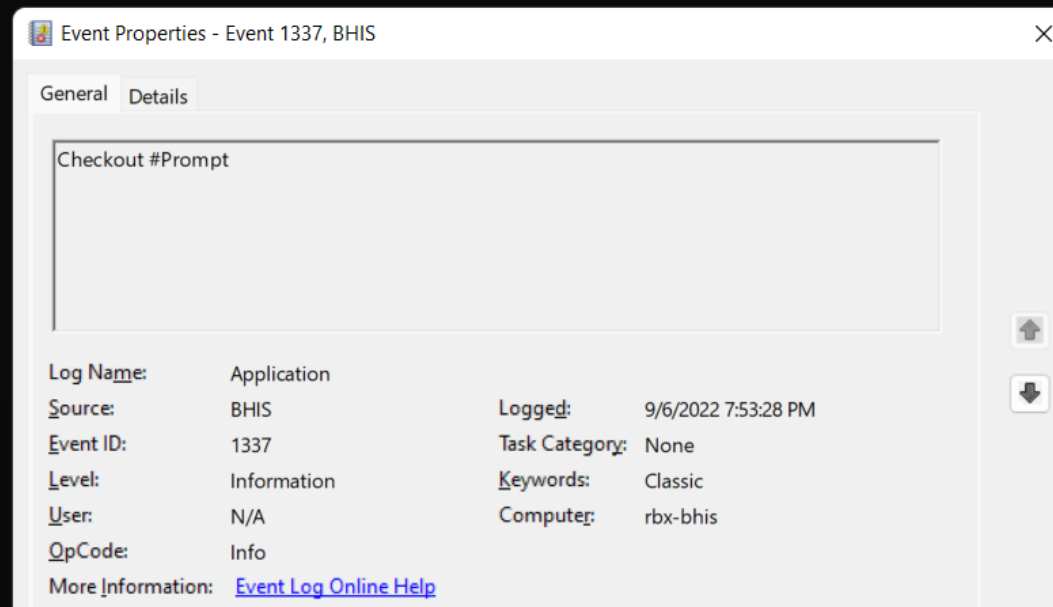 Event Properties - Event 1337, BHIS
General Details
Checkout #Prompt
Log Name: Application
Source: BHIS Logged: 9/6/2022 7:53:28 PM
Event ID: 1337 Task Category: None
Level: Information Keywords: Classic
User: N/A Computer: rbx-bhis
OpCode: Info
More Information: Event Log Online Help